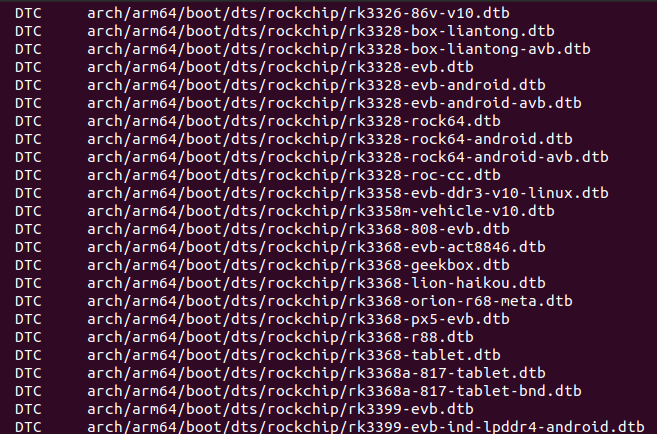 DTC arch/arm64/boot/dts/rockchip/rk3326-86v-v10.dtb
DTC arch/arm64/boot/dts/rockchip/rk3328-box-liantong.dtb
DTC arch/arm64/boot/dts/rockchip/rk3328-box-liantong-avb.dtb
DTC arch/arm64/boot/dts/rockchip/rk3328-evb.dtb
DTC arch/arm64/boot/dts/rockchip/rk3328-evb-android.dtb
DTC arch/arm64/boot/dts/rockchip/rk3328-evb-android-avb.dtb
DTC arch/arm64/boot/dts/rockchip/rk3328-rock64.dtb
DTC arch/arm64/boot/dts/rockchip/rk3328-rock64-android.dtb
DTC arch/arm64/boot/dts/rockchip/rk3328-rock64-android-avb.dtb
DTC arch/arm64/boot/dts/rockchip/rk3328-roc-cc.dtb
DTC arch/arm64/boot/dts/rockchip/rk3358-evb-ddr3-v10-linux.dtb
DTC arch/arm64/boot/dts/rockchip/rk3358m-vehicle-v10.dtb
DTC arch/arm64/boot/dts/rockchip/rk3368-808-evb.dtb
DTC arch/arm64/boot/dts/rockchip/rk3368-evb-act8846.dtb
DTC arch/arm64/boot/dts/rockchip/rk3368-geekbox.dtb
DTC arch/arm64/boot/dts/rockchip/rk3368-lion-haikou.dtb
DTC arch/arm64/boot/dts/rockchip/rk3368-orion-r68-meta.dtb
DTC arch/arm64/boot/dts/rockchip/rk3368-px5-evb.dtb
DTC arch/arm64/boot/dts/rockchip/rk3368-r88.dtb
DTC arch/arm64/boot/dts/rockchip/rk3368-tablet.dtb
DTC arch/arm64/boot/dts/rockchip/rk3368a-817-tablet.dtb
DTC arch/arm64/boot/dts/rockchip/rk3368a-817-tablet-bnd.dtb
DTC arch/arm64/boot/dts/rockchip/rk3399-evb.dtb
DTC arch/arm64/boot/dts/rockchip/rk3399-evb-ind-lpddr4-android.dtb